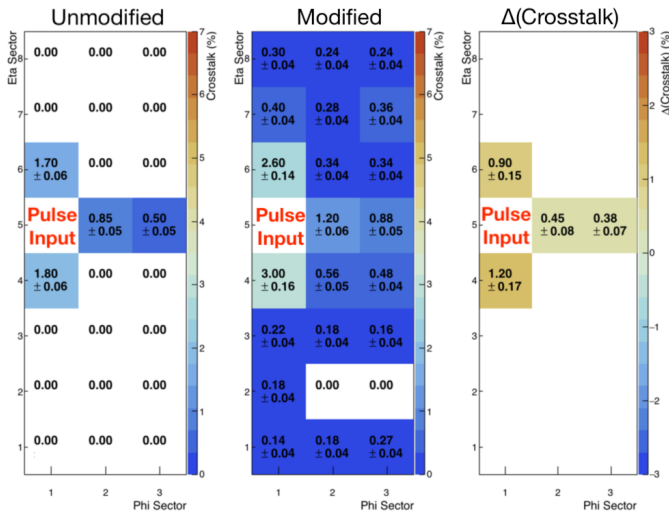 Unmodified
Modified
Δ(Crosstalk)
Eta Sector
8
7
6
5
4
3
2
1
0.00 0.00 0.00
0.00 0.00 0.00
1.70 0.00 0.00
± 0.06
Pulse 0.85 0.50
Input ± 0.05 ± 0.05
1.80 0.00 0.00
± 0.06
0.00 0.00 0.00
0.00 0.00 0.00
0.00 0.00 0.00
1 2 3
Phi Sector
7
6
5
4
3
2
1
0
Crosstalk (%)
Eta Sector
8
7
6
5
4
3
2
1
0.30 0.24 0.24
± 0.04 ± 0.04 ± 0.04
0.40 0.28 0.36
± 0.04 ± 0.04 ± 0.04
2.60 0.34 0.34
± 0.14 ± 0.04 ± 0.04
Pulse 1.20 0.88
Input ± 0.06 ± 0.05
3.00 0.56 0.48
± 0.16 ± 0.05 ± 0.04
0.22 0.18 0.16
± 0.04 ± 0.04 ± 0.04
0.18 0.00 0.00
± 0.04
0.14 0.18 0.27
± 0.04 ± 0.04 ± 0.04
1 2 3
Phi Sector
7
6
5
4
3
2
1
0
Crosstalk (%)
Eta Sector
8
7
6
5
4
3
2
1
0.90
± 0.15
Pulse 0.45 0.38
Input ± 0.08 ± 0.07
1.20
± 0.17
1 2 3
Phi Sector
3
2
1
0
−1
−2
−3
Δ(Crosstalk) (%)